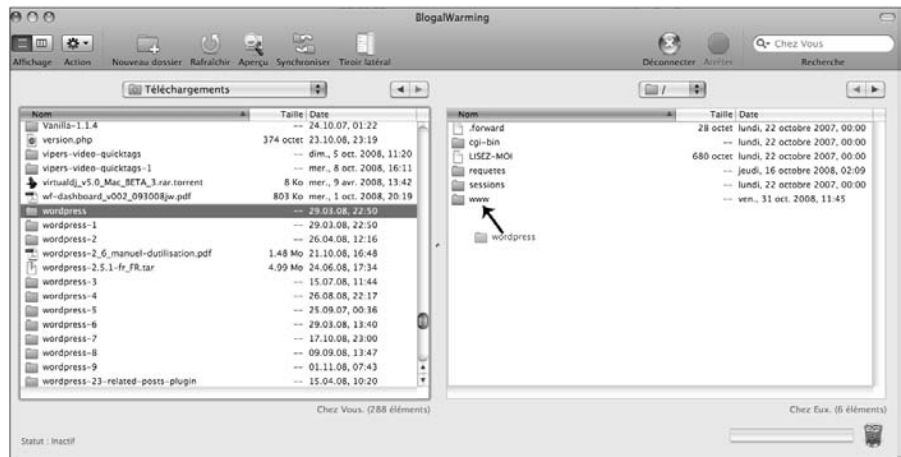 BlogalWarming
Affichage Action Nouveau dossier Rafraîchir Aperçu Synchroniser Tiroir latéral Déconnecter Arrêter Recherche
Chez Vous
Téléchargements
/
Nom Taille Date
Vanilla-1.1.4 -- 24.10.07, 01:22
version.php 374 octet 23.10.08, 23:19
vipers-video-quicktags -- dim., 5 oct. 2008, 11:20
vipers-video-quicktags-1 -- mer., 8 oct. 2008, 16:11
virtualdj_v5.0_Mac_BETA_3.rar.torrent 8 Ko mer., 9 avr. 2008, 13:42
wf-dashboard_v002_093008jw.pdf 803 Ko mer., 1 oct. 2008, 20:19
wordpress -- 29.03.08, 22:50
wordpress-1 -- 29.03.08, 22:50
wordpress-2 -- 26.04.08, 12:16
wordpress-2_6_manuel-dutilisation.pdf 1.48 Mo 21.10.08, 16:48
wordpress-2.5.1-fr_FR.tar 4.99 Mo 24.06.08, 17:34
wordpress-3 -- 15.07.08, 11:44
wordpress-4 -- 26.08.08, 22:17
wordpress-5 -- 25.09.07, 00:36
wordpress-6 -- 29.03.08, 13:40
wordpress-7 -- 17.10.08, 23:00
wordpress-8 -- 09.09.08, 13:47
wordpress-9 -- 01.11.08, 07:43
wordpress-23-related-posts-plugin -- 15.04.08, 10:20
Chez Vous. (288 éléments)
Nom Taille Date
.forward 28 octet lundi, 22 octobre 2007, 00:00
cgi-bin -- lundi, 22 octobre 2007, 00:00
LISEZ-MOI 680 octet lundi, 22 octobre 2007, 00:00
requetes -- jeudi, 16 octobre 2008, 02:09
sessions -- lundi, 22 octobre 2007, 00:00
www -- ven., 31 oct. 2008, 11:45
wordpress
Chez Eux. (6 éléments)
Statut : Inactif